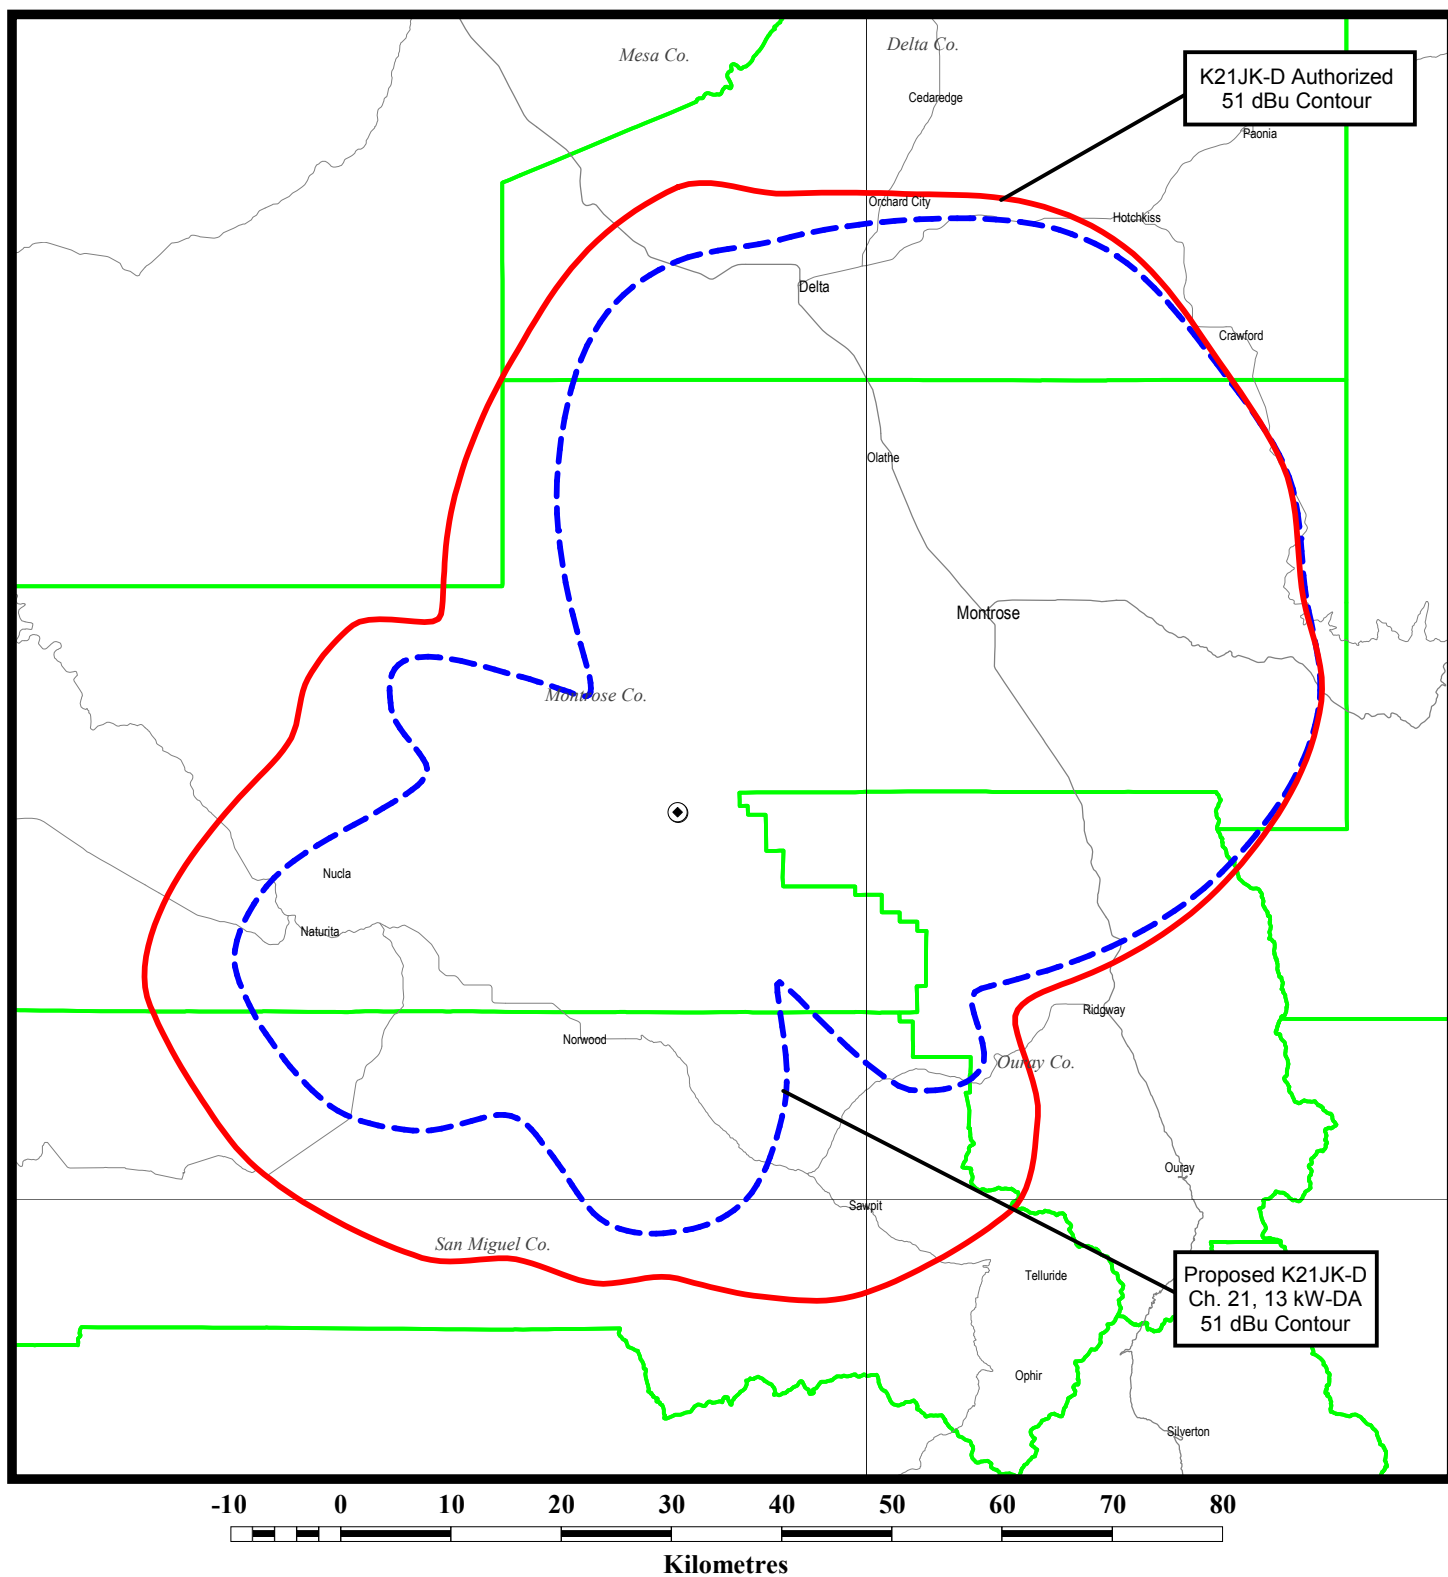 Mesa Co.
Delta Co.
K21JK-D Authorized
51 dBu Contour
Cedaredge
Paonia
Orchard City
Hotchkiss
Delta
Crawford
Olathe
Montrose
Montrose Co.
Nucla
Naturita
Norwood
Ridgway
Ouray Co.
Ouray
Sawpit
San Miguel Co.
Telluride
Proposed K21JK-D
Ch. 21, 13 kW-DA
51 dBu Contour
Ophir
Silverton
-10 0 10 20 30 40 50 60 70 80
Kilometres